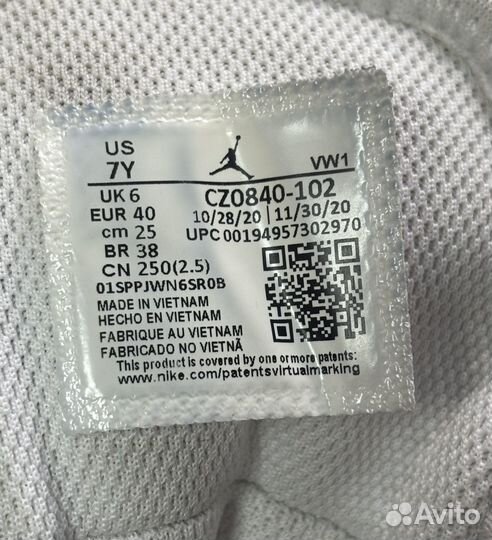 US
7Y
VW1
UK 6
CZ0840-102
EUR 40
10/28/20 | 11/30/20
cm 25
UPC 00194957302970
BR 38
CN 250(2.5)
01SPPJWN6SR0B
MADE IN VIETNAM
HECHO EN VIETNAM
FABRIQUE AU VIETNAM
FABRICADO NO VIETNÃ
This product is covered by one or more patents:
www.nike.com/patentsvirtualmarking
Avito